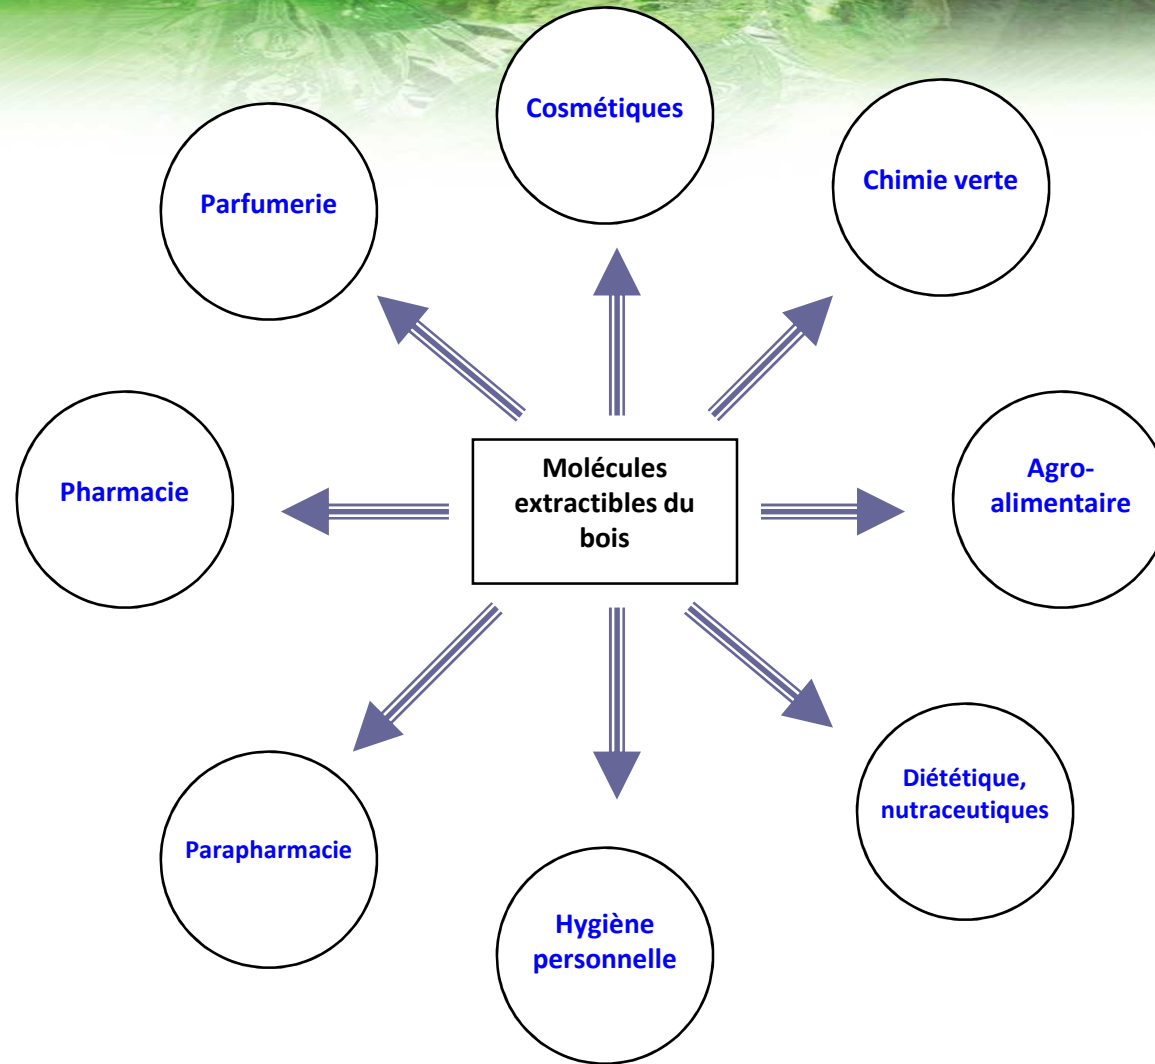 Cosmétiques
Chimie verte
Parfumerie
Molécules
extractibles du
bois
Agro-
alimentaire
Pharmacie
Diététique,
nutraceutiques
Parapharmacie
Hygiène
personnelle